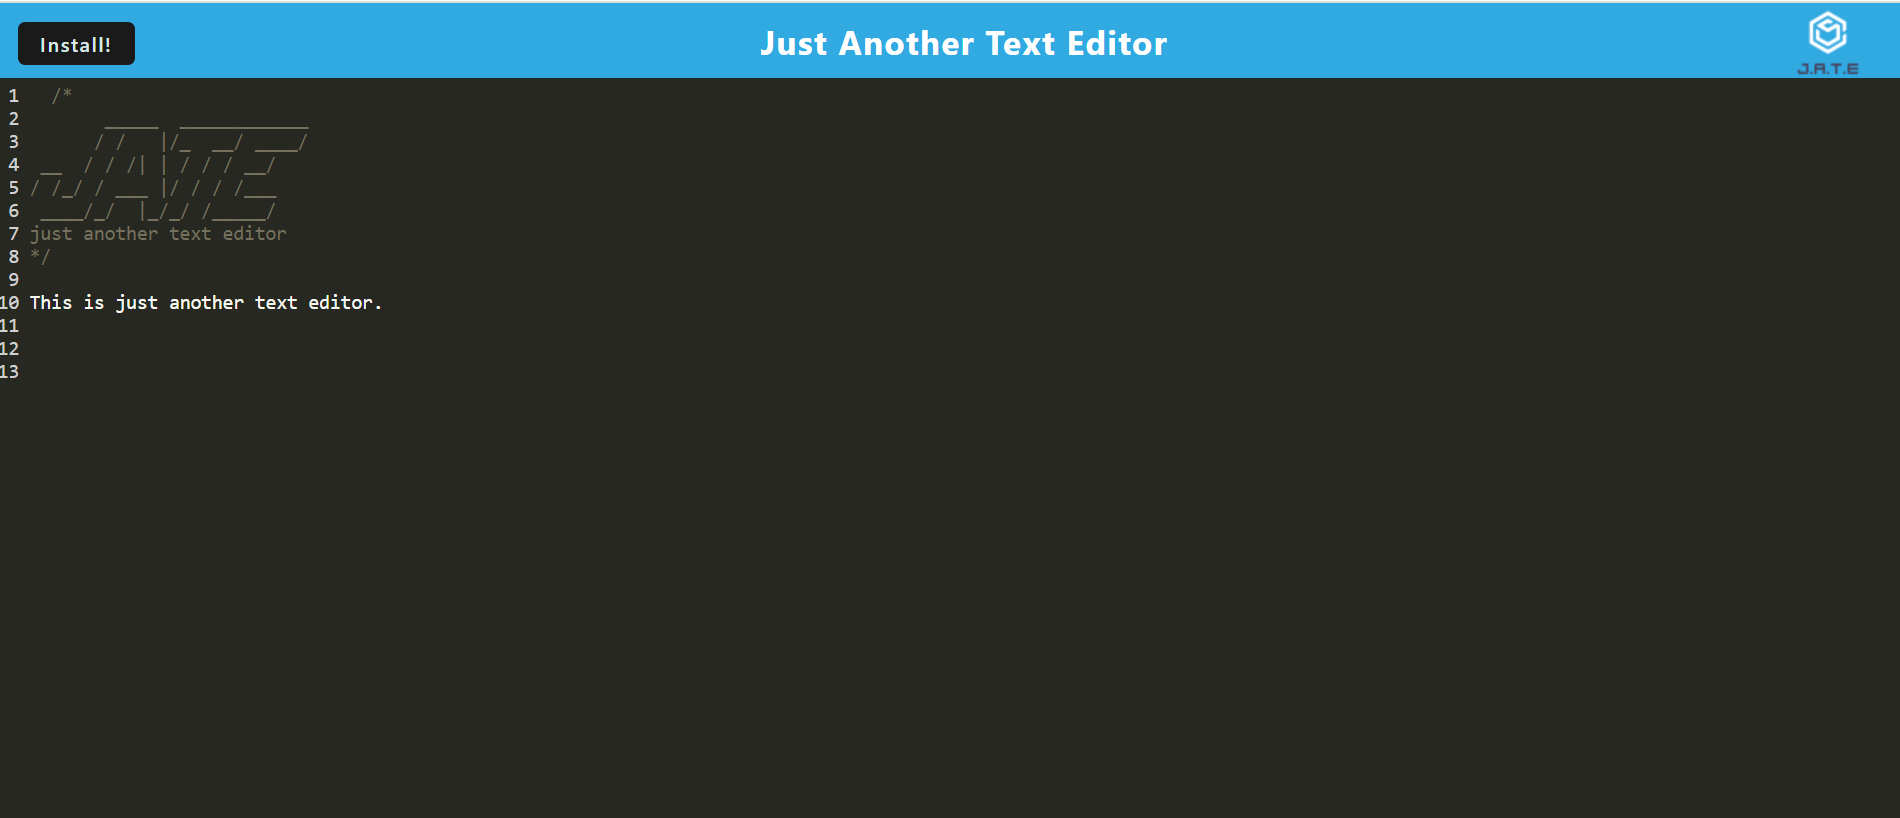 Install!
Just Another Text Editor
J.A.T.E
1   /*
2        _____  ____________
3       / /   |/_  __/ ____/
4  __  / / /| | / / / __/
5 / /_/ / ___ |/ / / /___
6  ____/_/  |_/_/ /_____/
7 just another text editor
8 */
9
10 This is just another text editor.
11
12
13